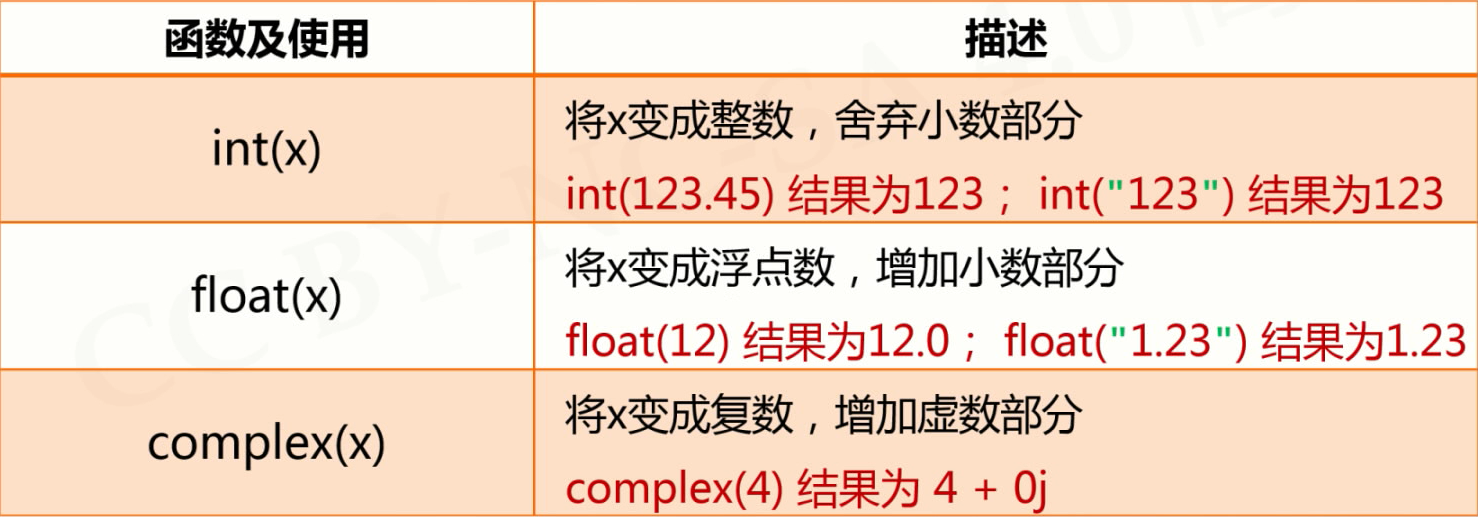 函数及使用
描述
int(x)
将x变成整数，舍弃小数部分
int(123.45) 结果为123； int("123") 结果为123
float(x)
将x变成浮点数，增加小数部分
float(12) 结果为12.0； float("1.23") 结果为1.23
complex(x)
将x变成复数，增加虚数部分
complex(4) 结果为 4 + 0j
CC BY-NC-SA 4.0